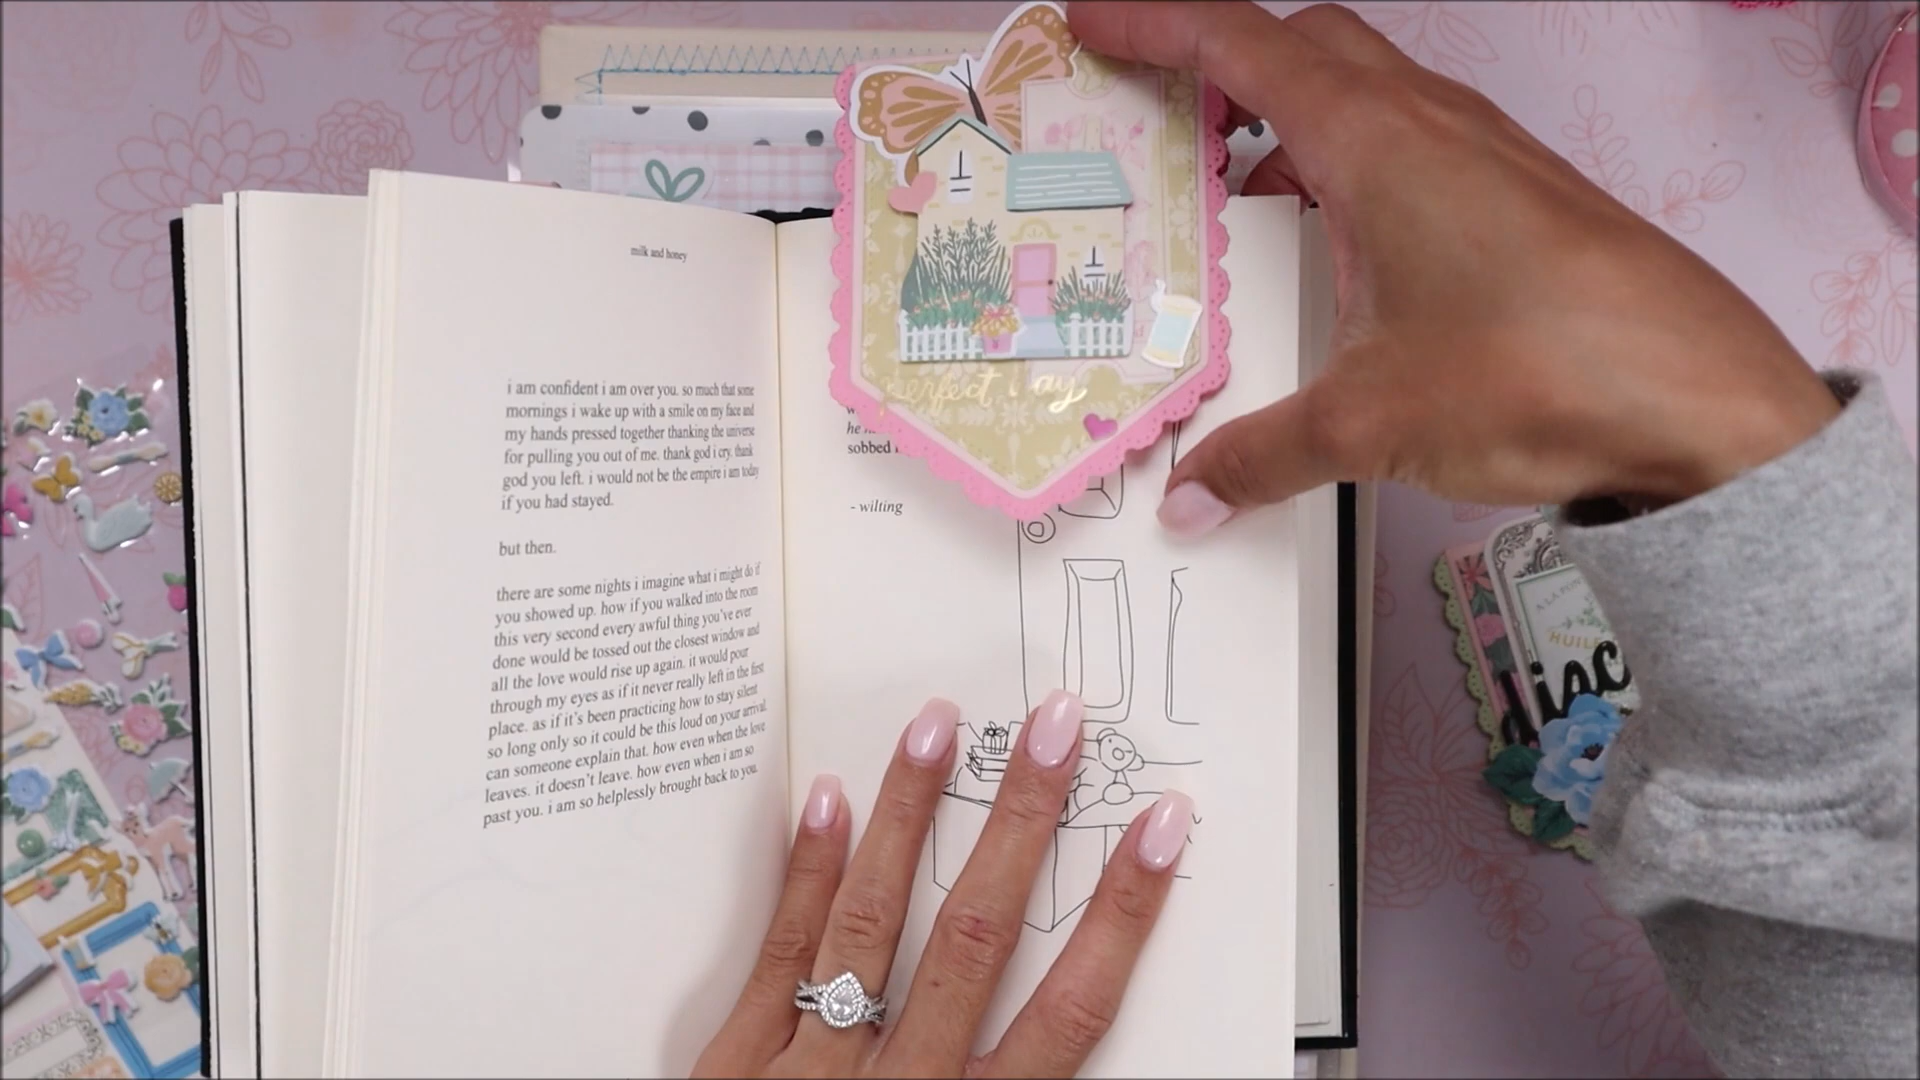 milk and honey
i am confident i am over you. so much that some
mornings i wake up with a smile on my face and
my hands pressed together thanking the universe
for pulling you out of me. thank god i cry. thank
god you left. i would not be the empire i am today
if you had stayed.
but then.
there are some nights i imagine what i might do if
you showed up. how if you walked into the room
this very second every awful thing you've ever
done would be tossed out the closest window and
all the love would rise up again. it would pour
through my eyes as if it never really left in the first
place. as if it's been practicing how to stay silent
so long only so it could be this loud on your arrival.
can someone explain that. how even when the love
leaves. it doesn't leave. how even when i am so
past you. i am so helplessly brought back to you.
perfect day
he
sobbed
- wilting
A LA
HUILE
disc